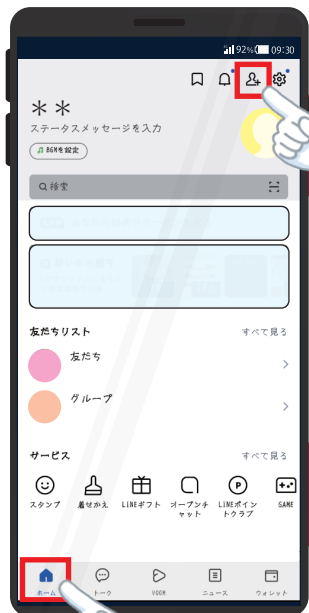 92% 09:30
＊＊
ステータスメッセージを入力
BGMを設定
検索
友だちリスト すべて見る
友だち
グループ
サービス すべて見る
スタンプ 着せかえ LINEギフト オープンチャット LINEポイントクラブ GAME
ホーム トーク VOOM ニュース ウォレット